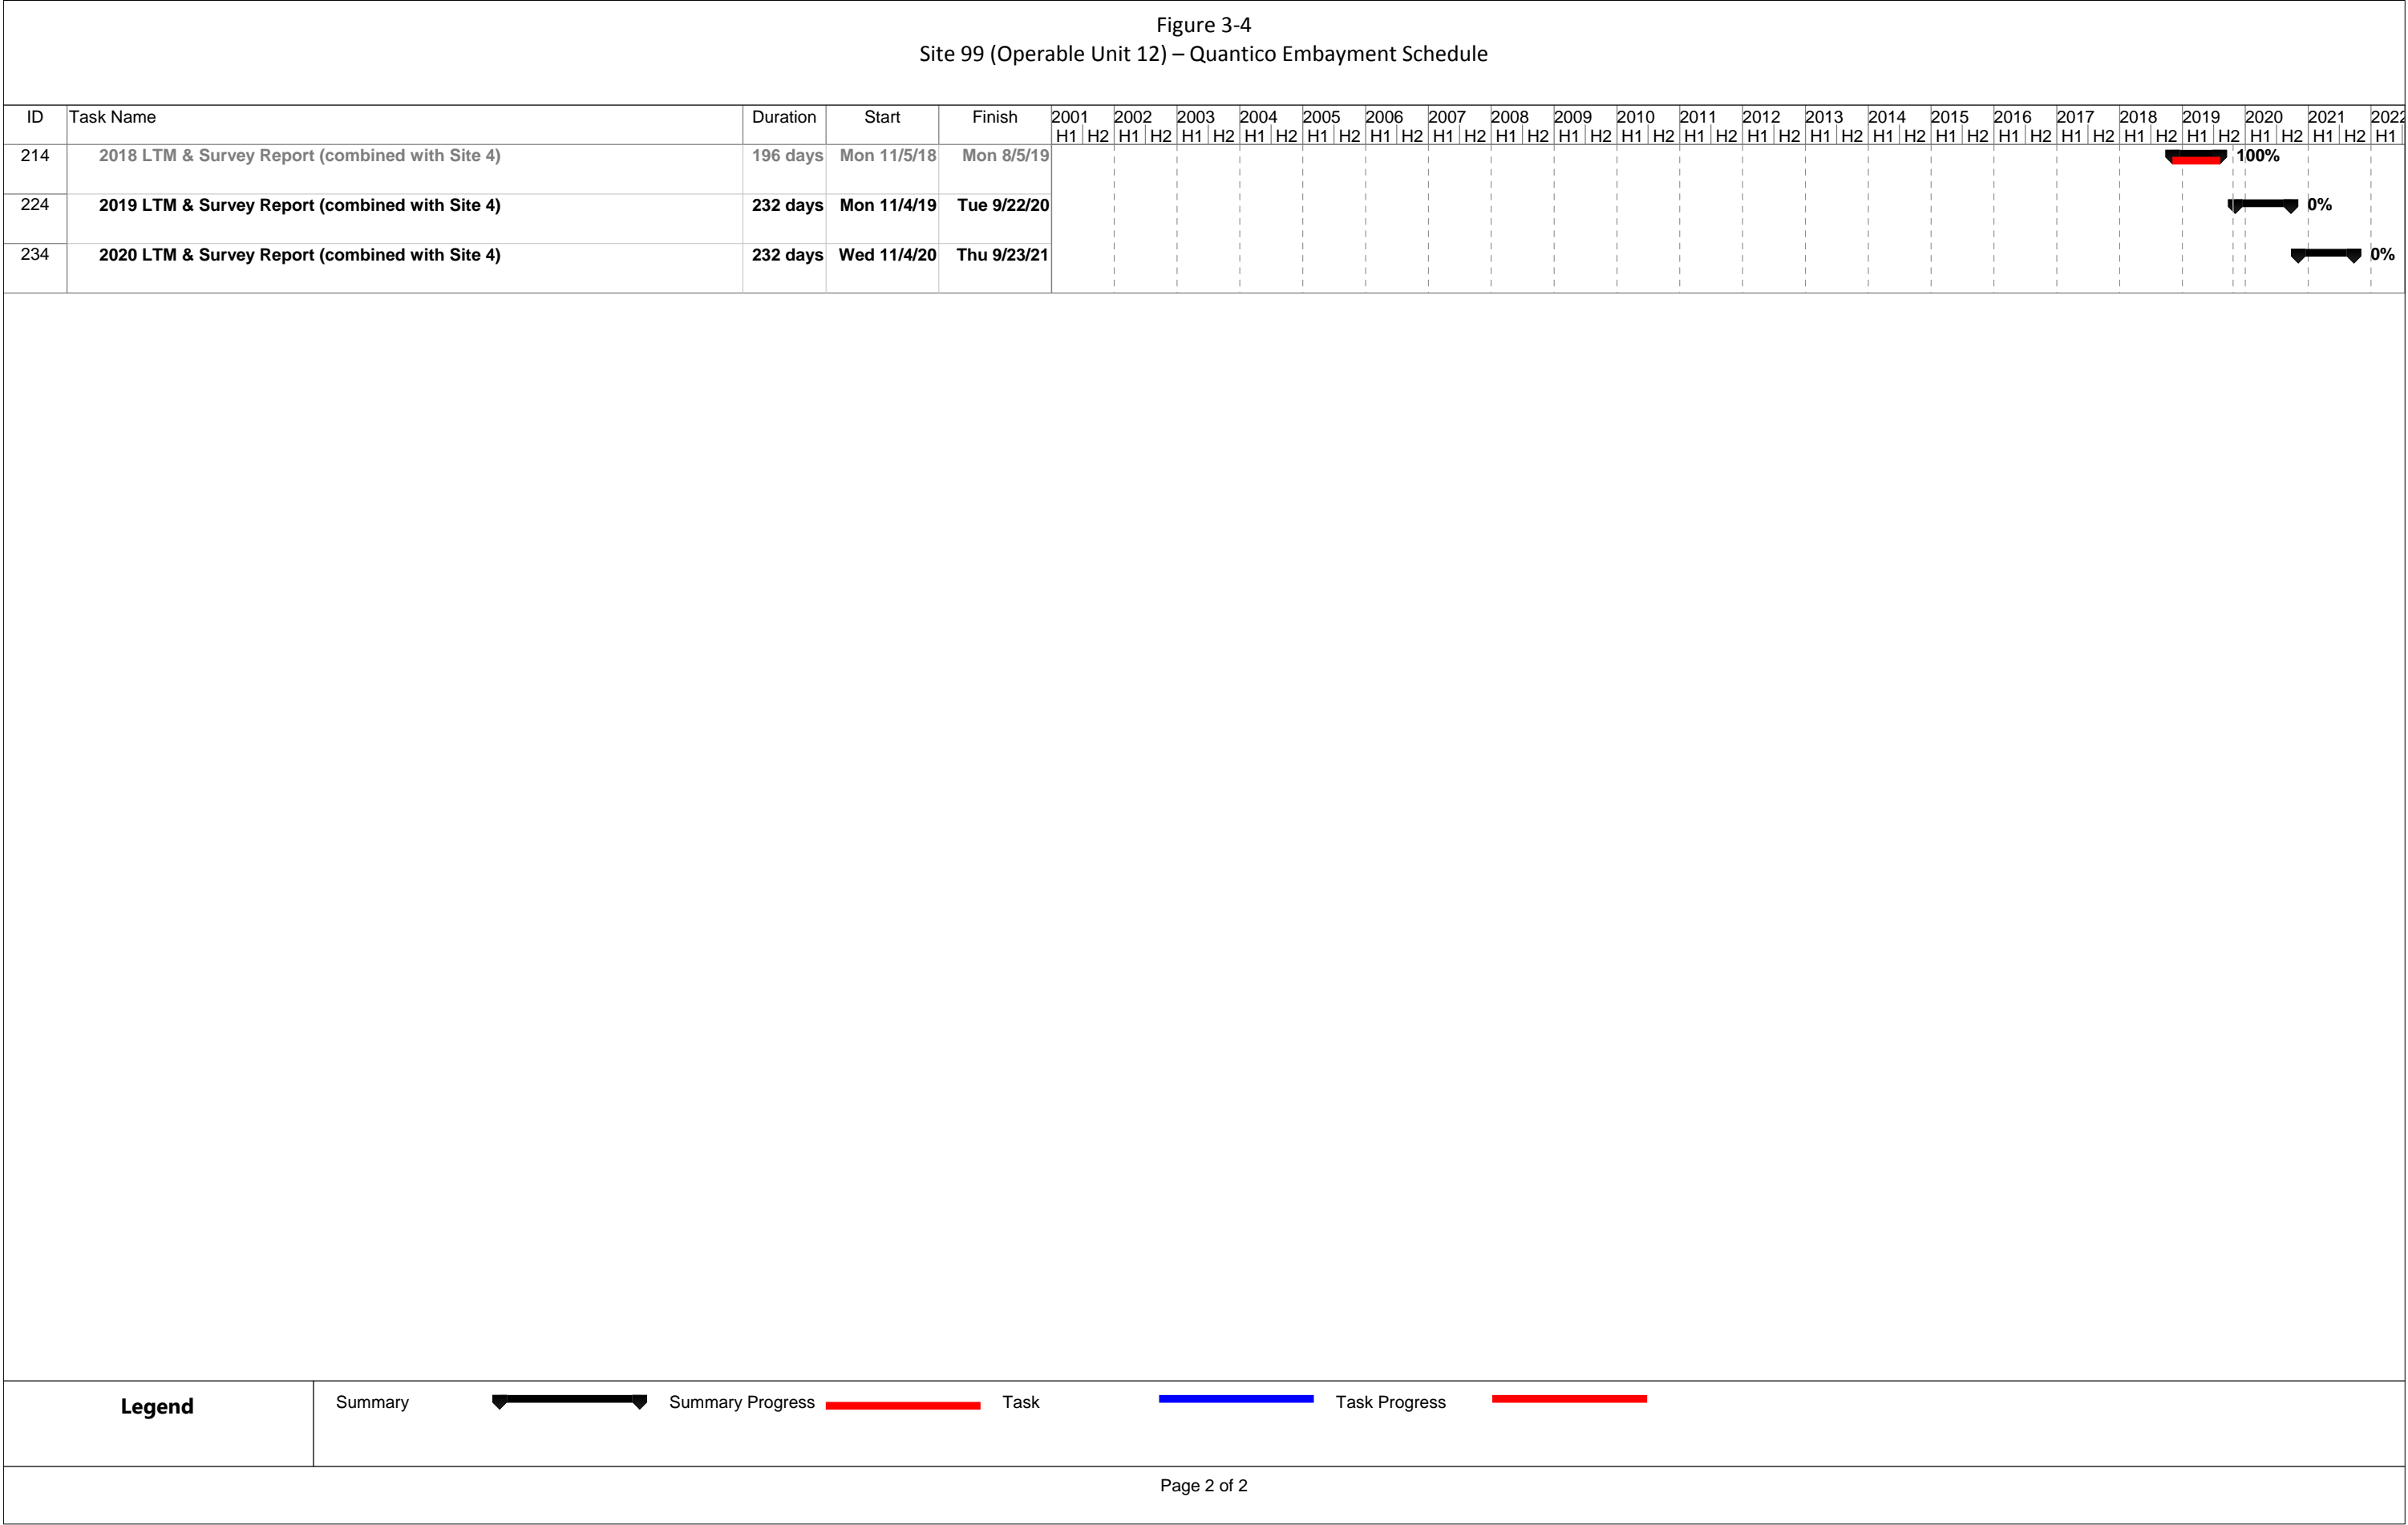 Figure 3-4
Site 99 (Operable Unit 12) – Quantico Embayment Schedule
ID Task Name Duration Start Finish 2001 2002 2003 2004 2005 2006 2007 2008 2009 2010 2011 2012 2013 2014 2015 2016 2017 2018 2019 2020 2021 2022
H1 H2 H1 H2 H1 H2 H1 H2 H1 H2 H1 H2 H1 H2 H1 H2 H1 H2 H1 H2 H1 H2 H1 H2 H1 H2 H1 H2 H1 H2 H1 H2 H1 H2 H1 H2 H1 H2 H1 H2 H1 H2 H1
214 2018 LTM & Survey Report (combined with Site 4) 196 days Mon 11/5/18 Mon 8/5/19 100%
224 2019 LTM & Survey Report (combined with Site 4) 232 days Mon 11/4/19 Tue 9/22/20 0%
234 2020 LTM & Survey Report (combined with Site 4) 232 days Wed 11/4/20 Thu 9/23/21 0%
Legend Summary Summary Progress Task Task Progress
Page 2 of 2